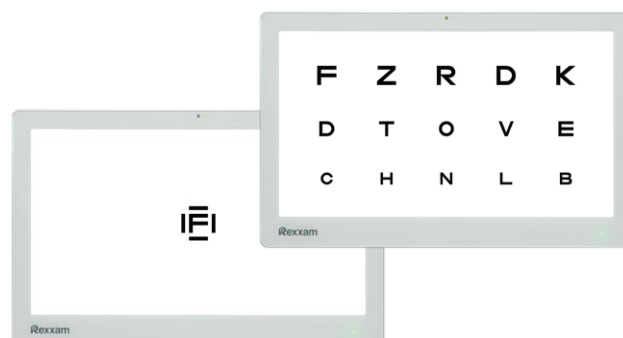 F Z R D K
D T O V E
C H N L B
Rexxam
F
Rexxam